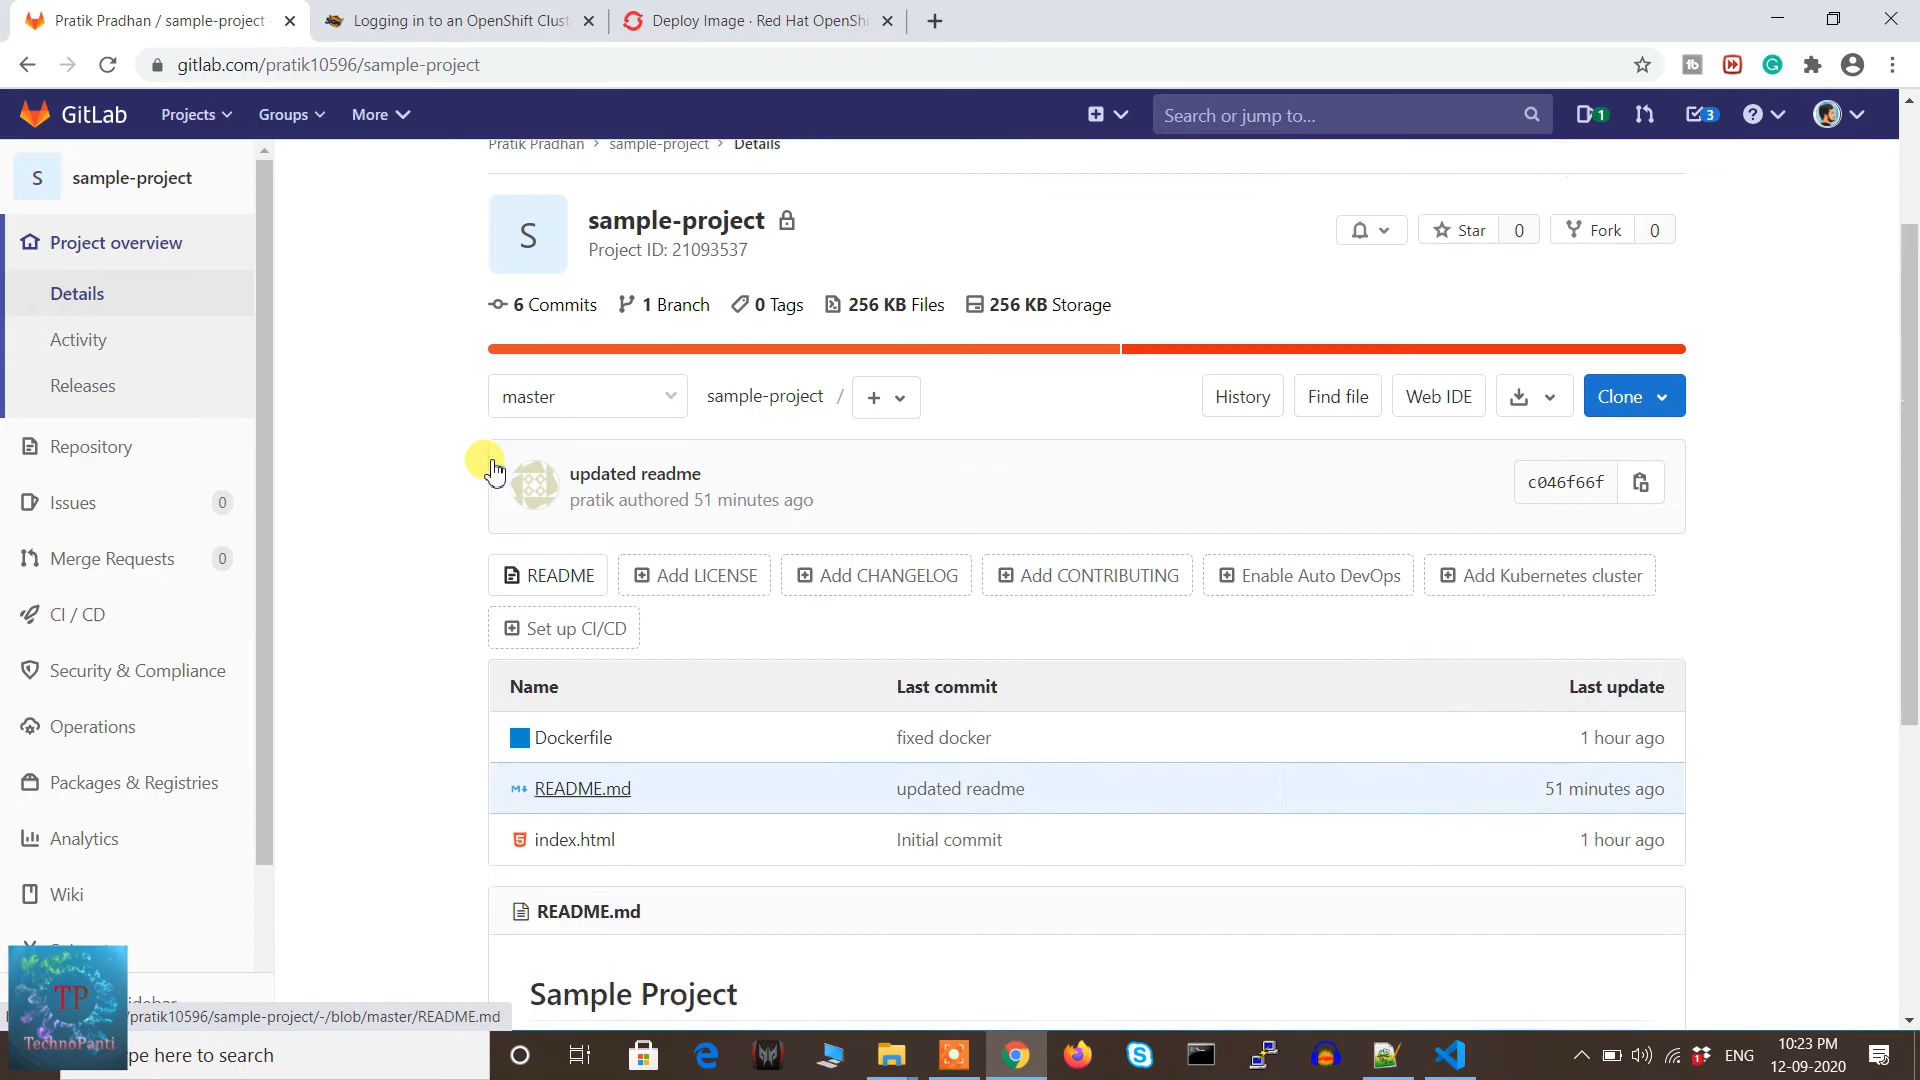 Pratik Pradhan / sample-project
Logging in to an OpenShift Clust
Deploy Image · Red Hat OpenShi
gitlab.com/pratik10596/sample-project
GitLab
Projects
Groups
More
Search or jump to...
1
3
S
sample-project
Project overview
Details
Activity
Releases
Repository
Issues 0
Merge Requests 0
CI / CD
Security & Compliance
Operations
Packages & Registries
Analytics
Wiki
Pratik Pradhan > sample-project > Details
S
sample-project
Project ID: 21093537
Star 0
Fork 0
6 Commits
1 Branch
0 Tags
256 KB Files
256 KB Storage
master
sample-project /
+
History
Find file
Web IDE
Clone
updated readme
pratik authored 51 minutes ago
c046f66f
README
Add LICENSE
Add CHANGELOG
Add CONTRIBUTING
Enable Auto DevOps
Add Kubernetes cluster
Set up CI/CD
Name Last commit Last update
Dockerfile fixed docker 1 hour ago
README.md updated readme 51 minutes ago
index.html Initial commit 1 hour ago
README.md
Sample Project
/pratik10596/sample-project/-/blob/master/README.md
TP
TechnoPanti
pe here to search
ENG
10:23 PM
12-09-2020